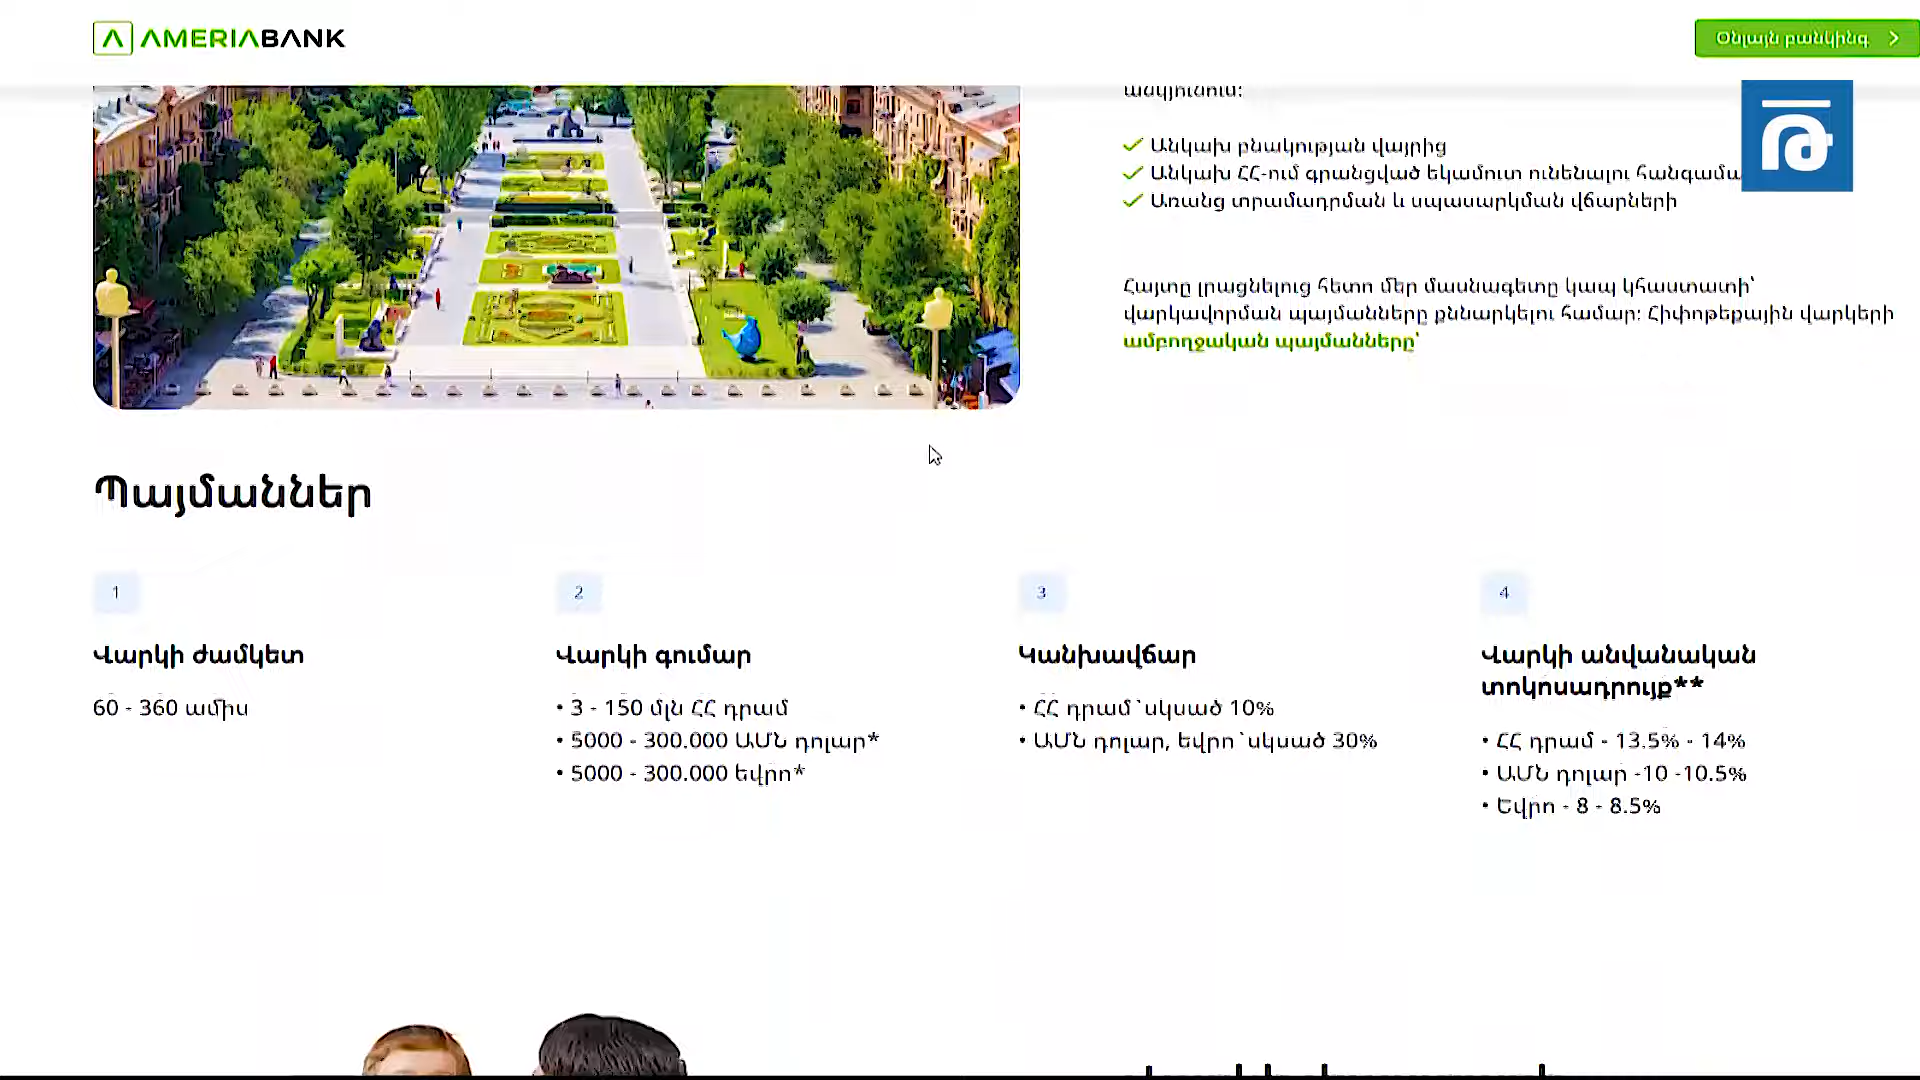 AMERIABANK
Օնլայն բանկինգ
Անկախ բնակության վայրից
Անկախ ՀՀ-ում գրանցված եկամուտ ունենալու
Առանց տրամադրման և սպասարկման վճարների
Հայտը լրացնելուց հետո մեր մասնագետը կապ կհաստատի՝
վարկավորման պայմանները քննարկելու համար: Հիփոթեքային վարկերի
ամբողջական պայմանները՝
Պայմաններ
1
Վարկի ժամկետ
60 - 360 ամիս
2
Վարկի գումար
• 3 - 150 մլն ՀՀ դրամ
• 5000 - 300.000 ԱՄՆ դոլար*
• 5000 - 300.000 եվրո*
3
Կանխավճար
• ՀՀ դրամ`սկսած 10%
• ԱՄՆ դոլար, եվրո`սկսած 30%
4
Վարկի անվանական
տոկոսադրույք**
• ՀՀ դրամ - 13.5% - 14%
• ԱՄՆ դոլար -10 -10.5%
• Եվրո - 8 - 8.5%